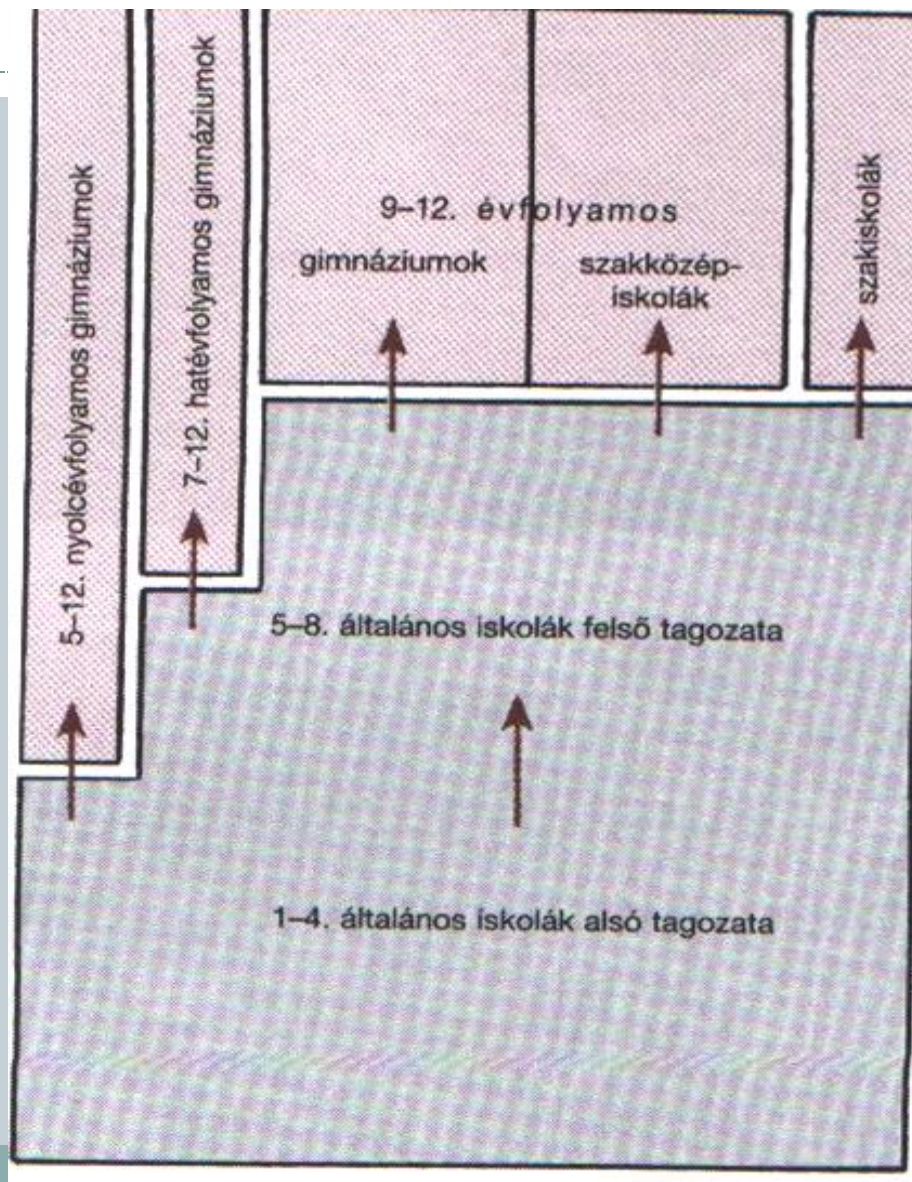 5–12. nyolcévfolyamos gimnáziumok
7–12. hatévfolyamos gimnáziumok
9–12. évfolyamos
gimnáziumok
szakközép-
iskolák
szakiskolák
5–8. általános iskolák felső tagozata
1–4. általános iskolák alsó tagozata